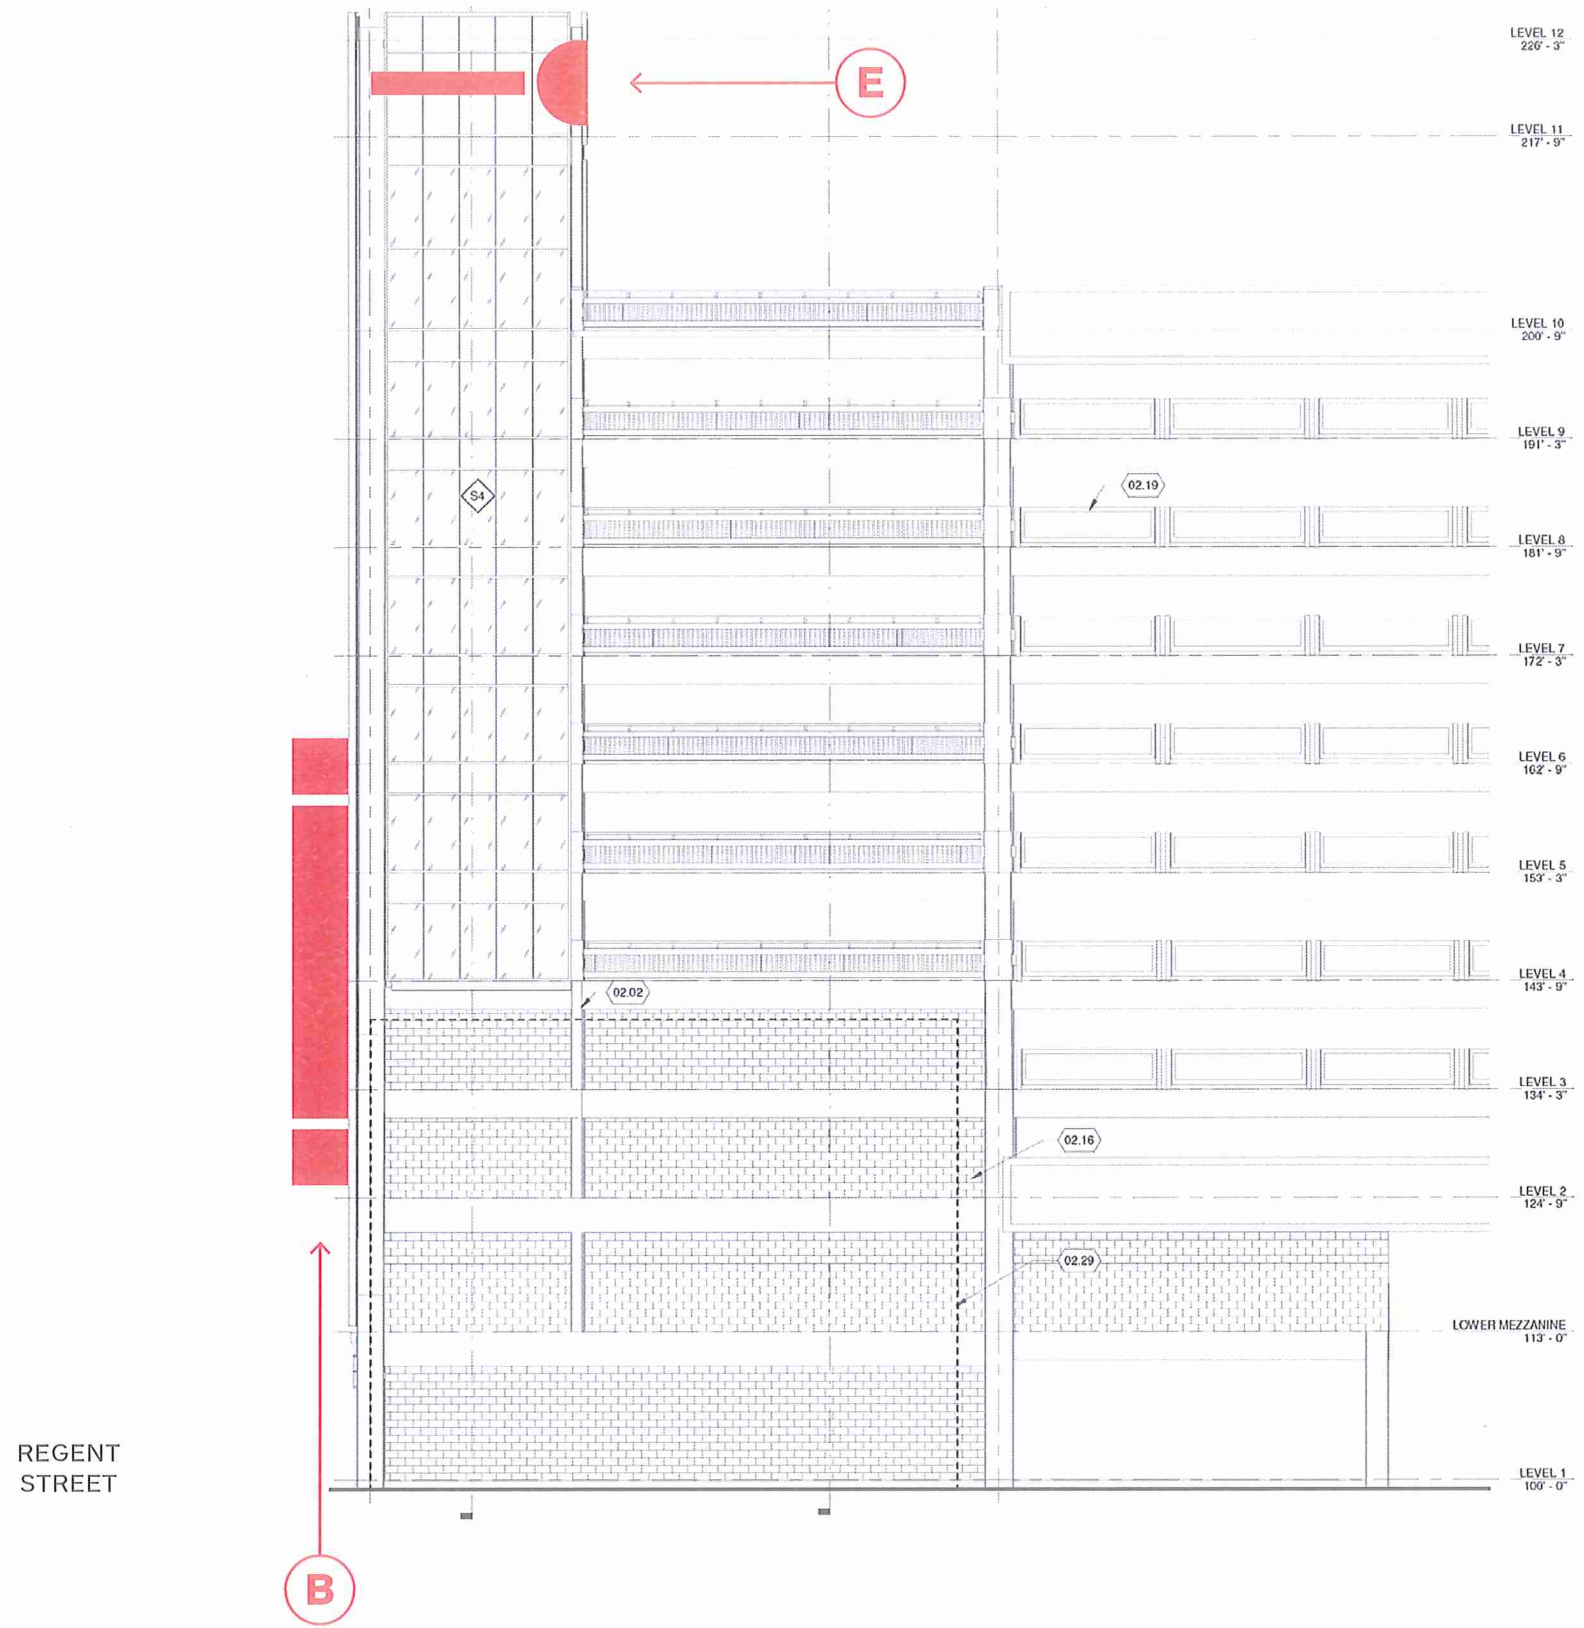 LEVEL 12
226' - 3"
E
LEVEL 11
217' - 9"
LEVEL 10
200' - 9"
LEVEL 9
191' - 3"
02.19
S4
LEVEL 8
181' - 9"
LEVEL 7
172' - 3"
LEVEL 6
162' - 9"
LEVEL 5
153' - 3"
LEVEL 4
143' - 9"
02.02
LEVEL 3
134' - 3"
02.16
LEVEL 2
124' - 9"
02.29
LOWER MEZZANINE
113' - 0"
REGENT
STREET
LEVEL 1
100' - 0"
B